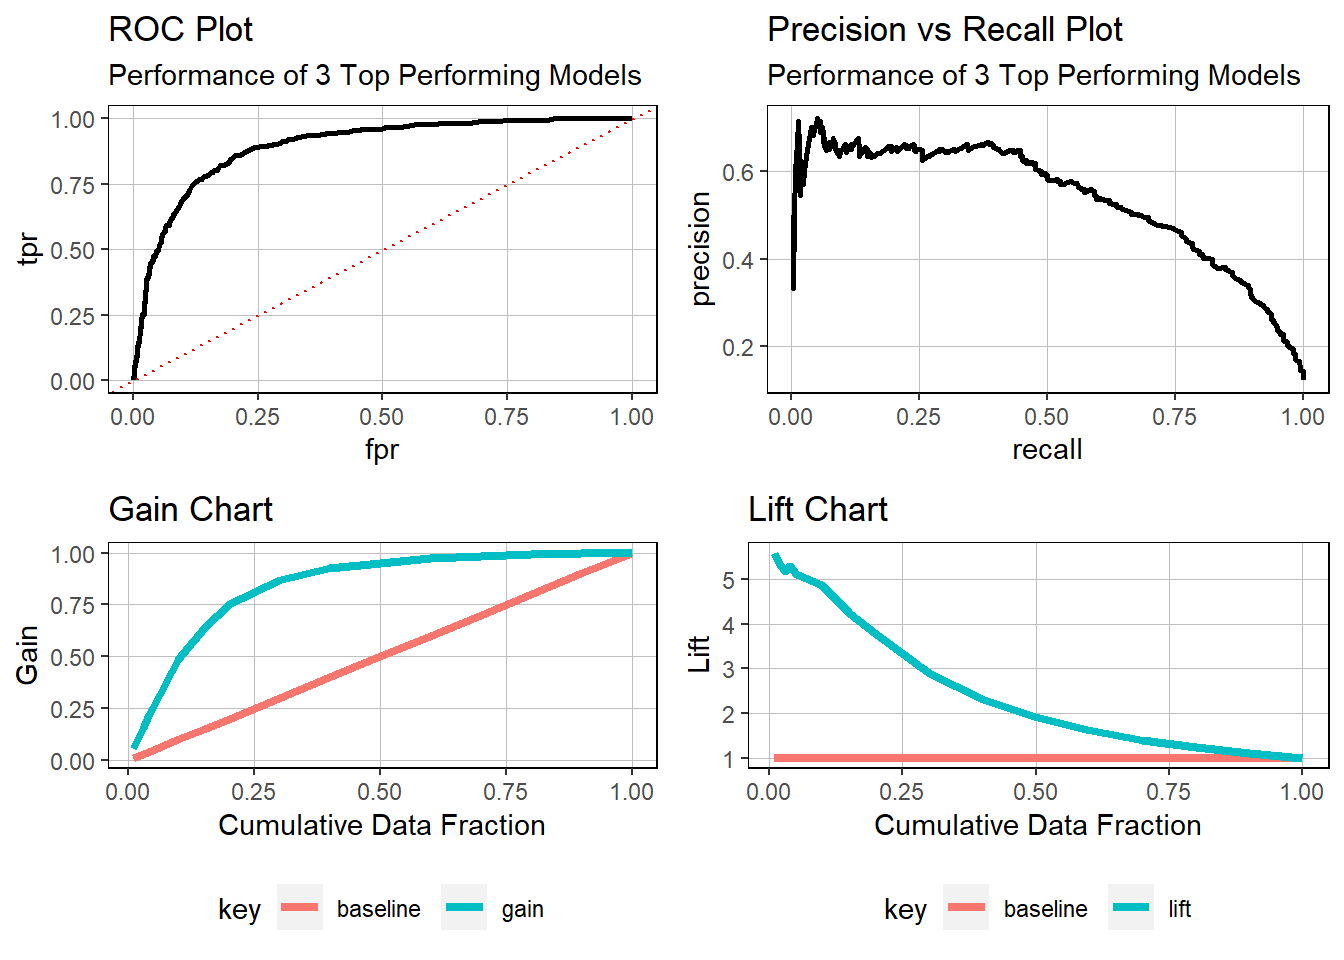 ROC Plot
Performance of 3 Top Performing Models
tpr
1.00
0.75
0.50
0.25
0.00
0.00 0.25 0.50 0.75 1.00
fpr
Precision vs Recall Plot
Performance of 3 Top Performing Models
precision
0.6
0.4
0.2
0.00 0.25 0.50 0.75 1.00
recall
Gain Chart
Gain
1.00
0.75
0.50
0.25
0.00
0.00 0.25 0.50 0.75 1.00
Cumulative Data Fraction
key baseline gain
Lift Chart
Lift
5
4
3
2
1
0.00 0.25 0.50 0.75 1.00
Cumulative Data Fraction
key baseline lift